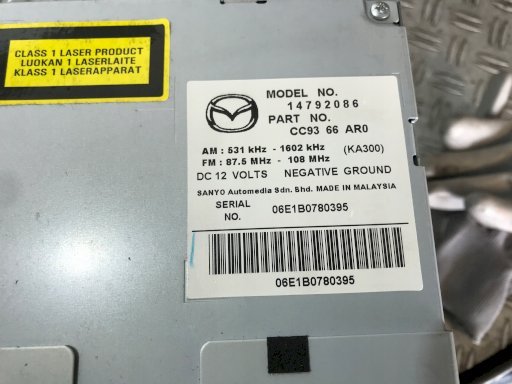 CLASS 1 LASER PRODUCT
LUOKAN 1 LASERLAITE
KLASS 1 LASERAPPARAT
MODEL NO.
14792086
PART NO.
CC93 66 AR0
AM : 531 kHz - 1602 kHz (KA300)
FM : 87.5 MHz - 108 MHz
DC 12 VOLTS NEGATIVE GROUND
SANYO Automedia Sdn. Bhd. MADE IN MALAYSIA
SERIAL NO. 06E1B0780395
06E1B0780395